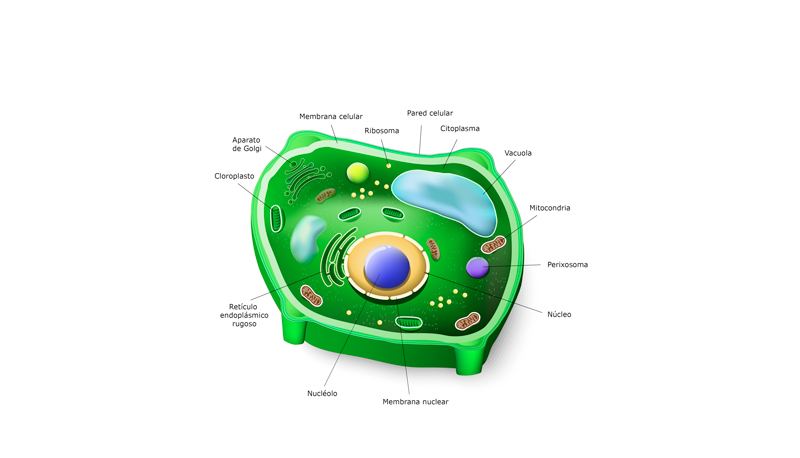 Membrana celular
Pared celular
Ribosoma
Citoplasma
Aparato
de Golgi
Vacuola
Cloroplasto
Mitocondria
Perixosoma
Retículo
endoplásmico
rugoso
Núcleo
Nucléolo
Membrana nuclear